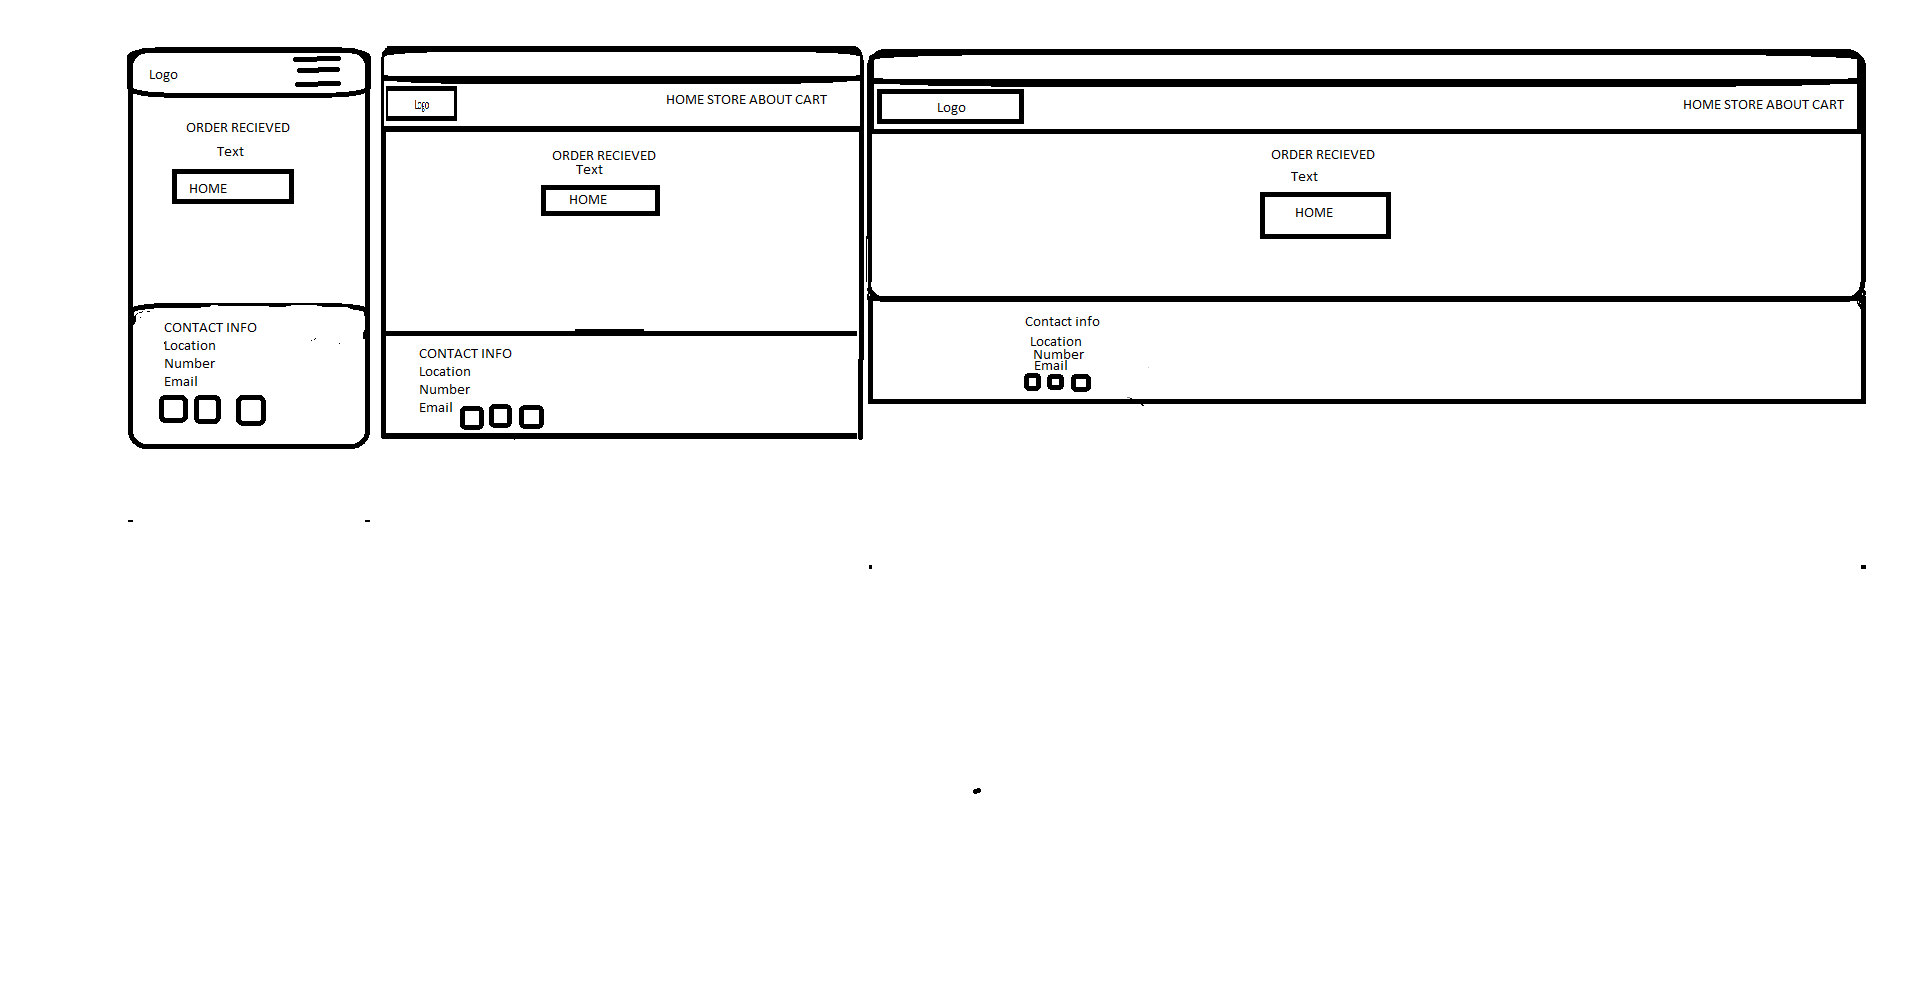 Logo
ORDER RECIEVED
Text
HOME
CONTACT INFO
Location
Number
Email
Logo
HOME STORE ABOUT CART
ORDER RECIEVED
Text
HOME
CONTACT INFO
Location
Number
Email
Logo
HOME STORE ABOUT CART
ORDER RECIEVED
Text
HOME
Contact info
Location
Number
Email